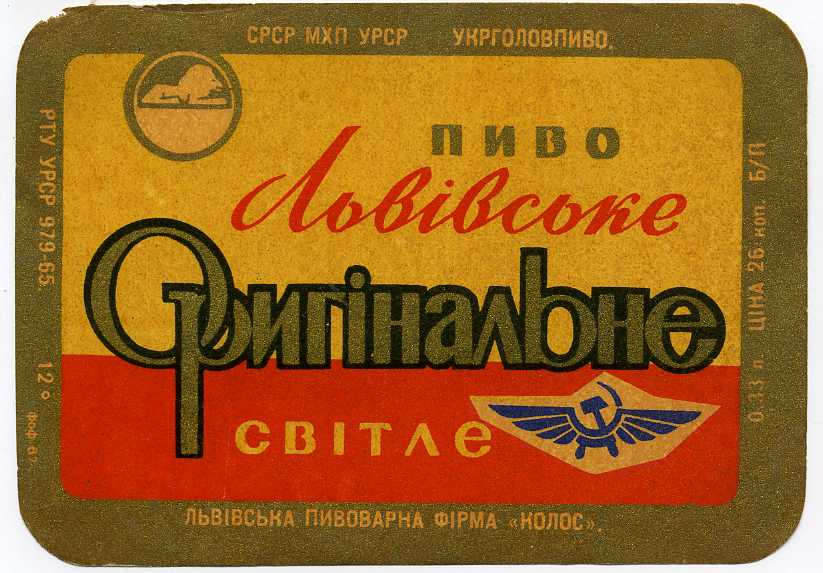 СРСР МХП УРСР УКРГОЛОВПИВО.
ПИВО
Львівське
Оригінальне
СВІТЛе
ЛЬВІВСЬКА ПИВОВАРНА ФІРМА «КОЛОС».
РТУ УРСР 979-65 12°
0.33 л. ЦІНА 26 коп. Б/П